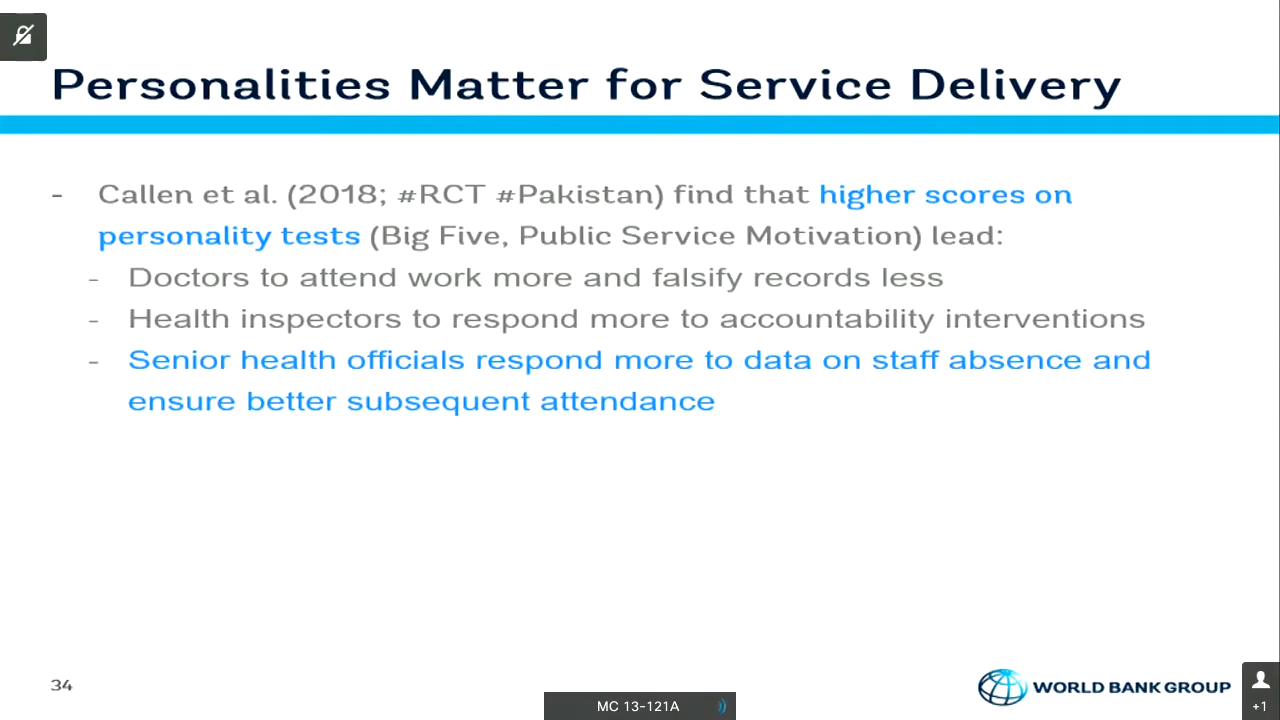 Personalities Matter for Service Delivery
- Callen et al. (2018; #RCT #Pakistan) find that higher scores on
personality tests (Big Five, Public Service Motivation) lead:
- Doctors to attend work more and falsify records less
- Health inspectors to respond more to accountability interventions
- Senior health officials respond more to data on staff absence and
ensure better subsequent attendance
34
WORLD BANK GROUP
MC 13-121A
+1